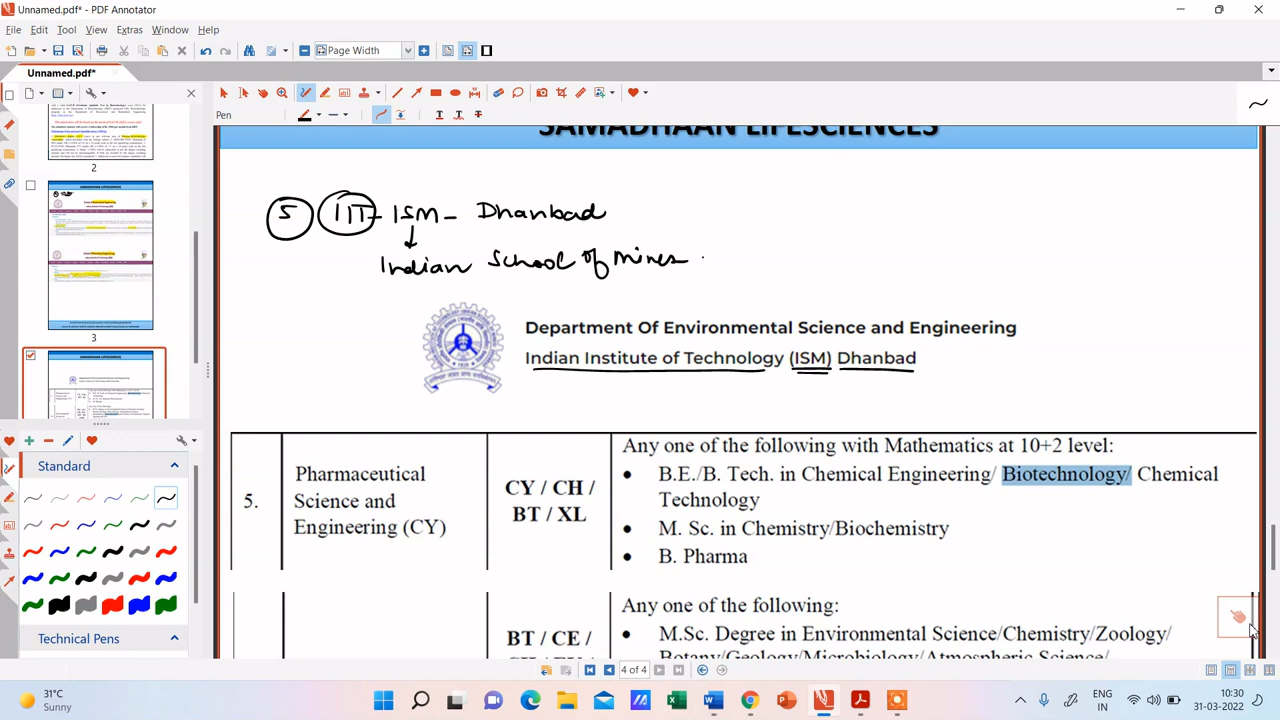 Unnamed.pdf* - PDF Annotator
File Edit Tool View Extras Window Help
Page Width
Unnamed.pdf*
Pen
2
3
5 IIT - ISM - Dhanbad
Indian School of Mines
Department Of Environmental Science and Engineering
Indian Institute of Technology (ISM) Dhanbad
5.
Pharmaceutical
Science and
Engineering (CY)
CY / CH /
BT / XL
Any one of the following with Mathematics at 10+2 level:
• B.E./B. Tech. in Chemical Engineering/ Biotechnology/ Chemical
Technology
• M. Sc. in Chemistry/Biochemistry
• B. Pharma
BT / CE /
Any one of the following:
• M.Sc. Degree in Environmental Science/Chemistry/Zoology/
Botany/Geology/Microbiology/Atmospheric Science/
Standard
Technical Pens
4 of 4
31°C
Sunny
ENG
IN
10:30
31-03-2022